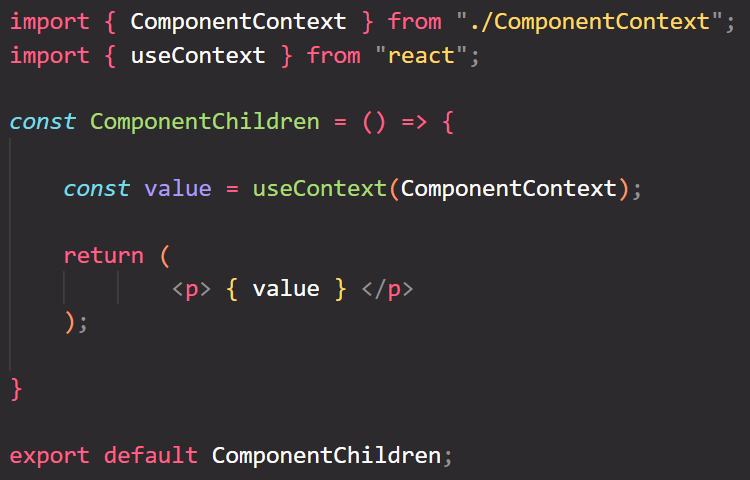 import { ComponentContext } from "./ComponentContext";
import { useContext } from "react";
const ComponentChildren = () => {
const value = useContext(ComponentContext);
return (
<p> { value } </p>
);
}
export default ComponentChildren;